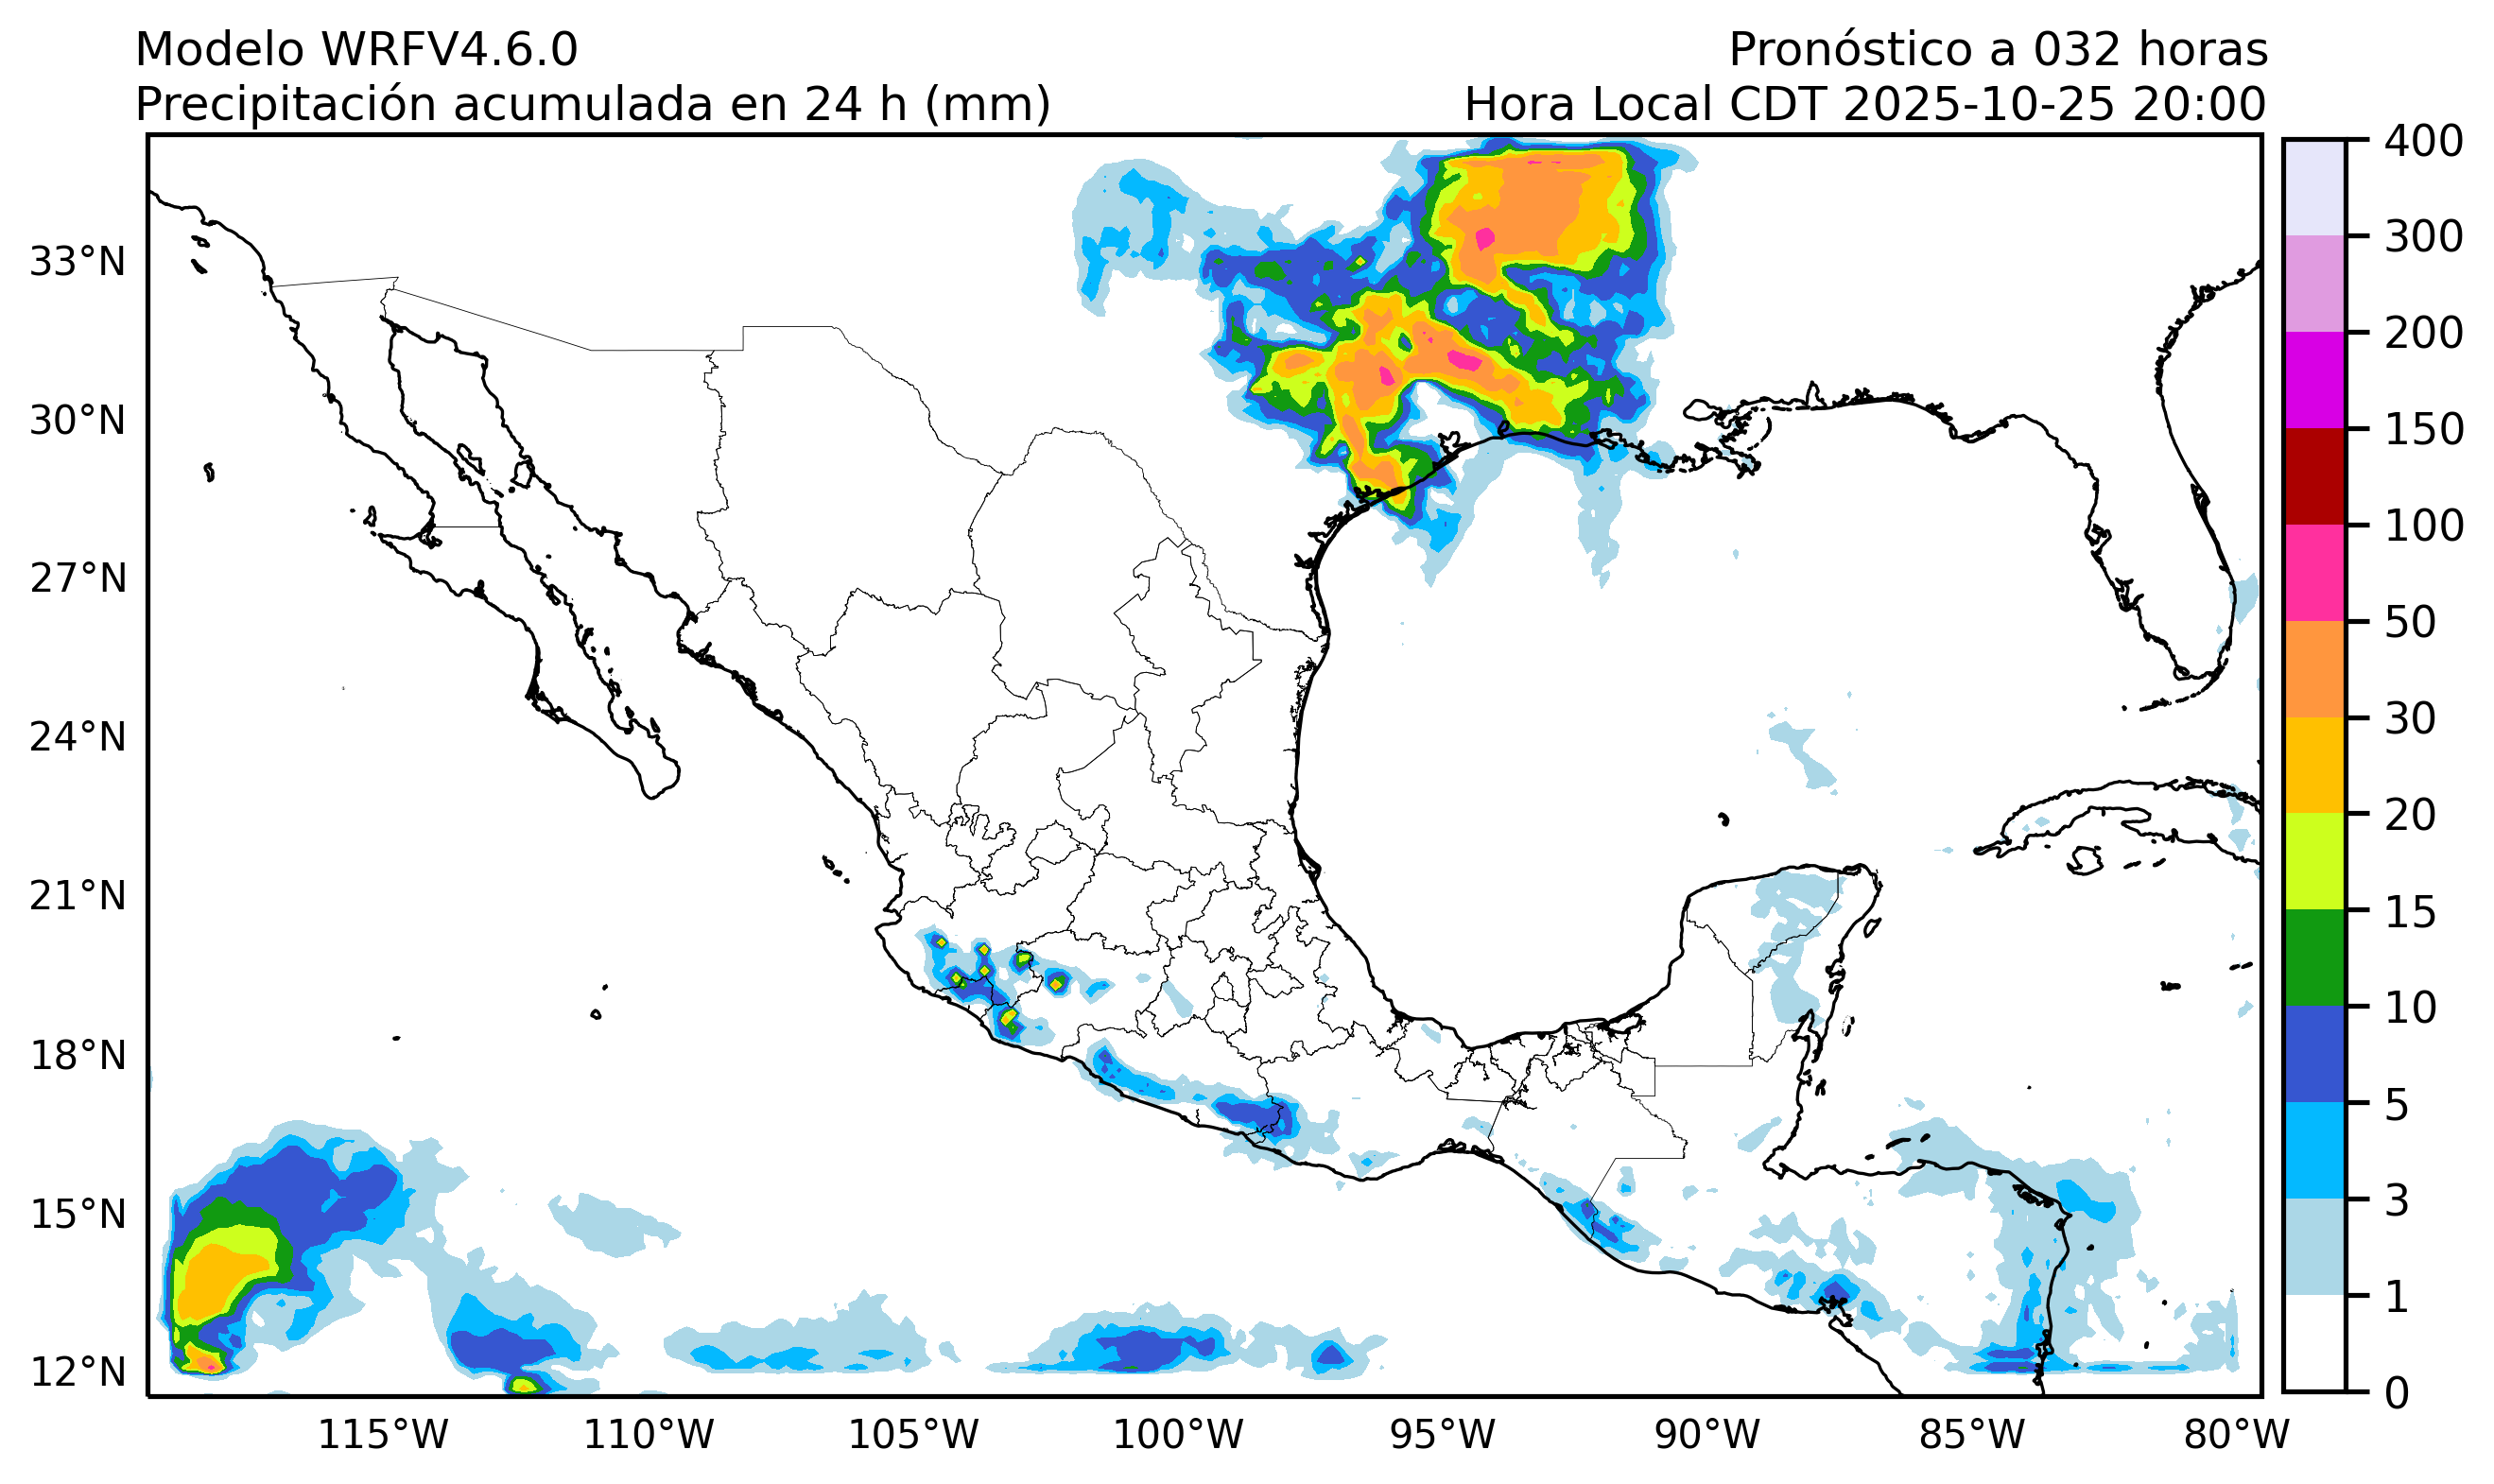 Modelo WRFV4.6.0
Pronóstico a 032 horas
Precipitación acumulada en 24 h (mm)
Hora Local CDT 2025-10-25 20:00
33°N
30°N
27°N
24°N
21°N
18°N
15°N
12°N
115°W
110°W
105°W
100°W
95°W
90°W
85°W
80°W
400
300
200
150
100
50
30
20
15
10
5
3
1
0